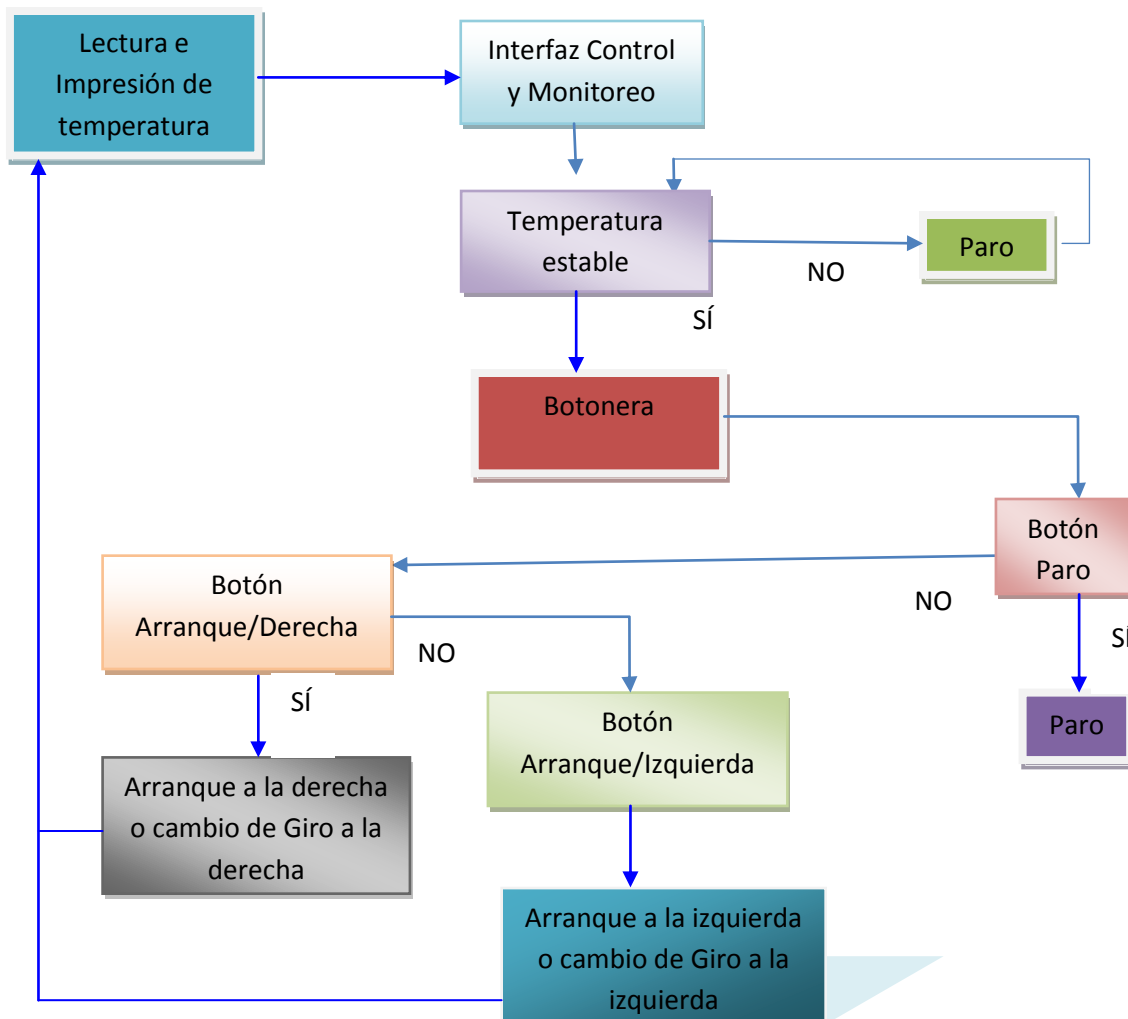 Lectura e
Impresión de
temperatura
Interfaz Control
y Monitoreo
Temperatura
estable
NO
Paro
SÍ
Botonera
Botón
Paro
NO
SÍ
Paro
Botón
Arranque/Derecha
NO
SÍ
Botón
Arranque/Izquierda
Arranque a la derecha
o cambio de Giro a la
derecha
Arranque a la izquierda
o cambio de Giro a la
izquierda